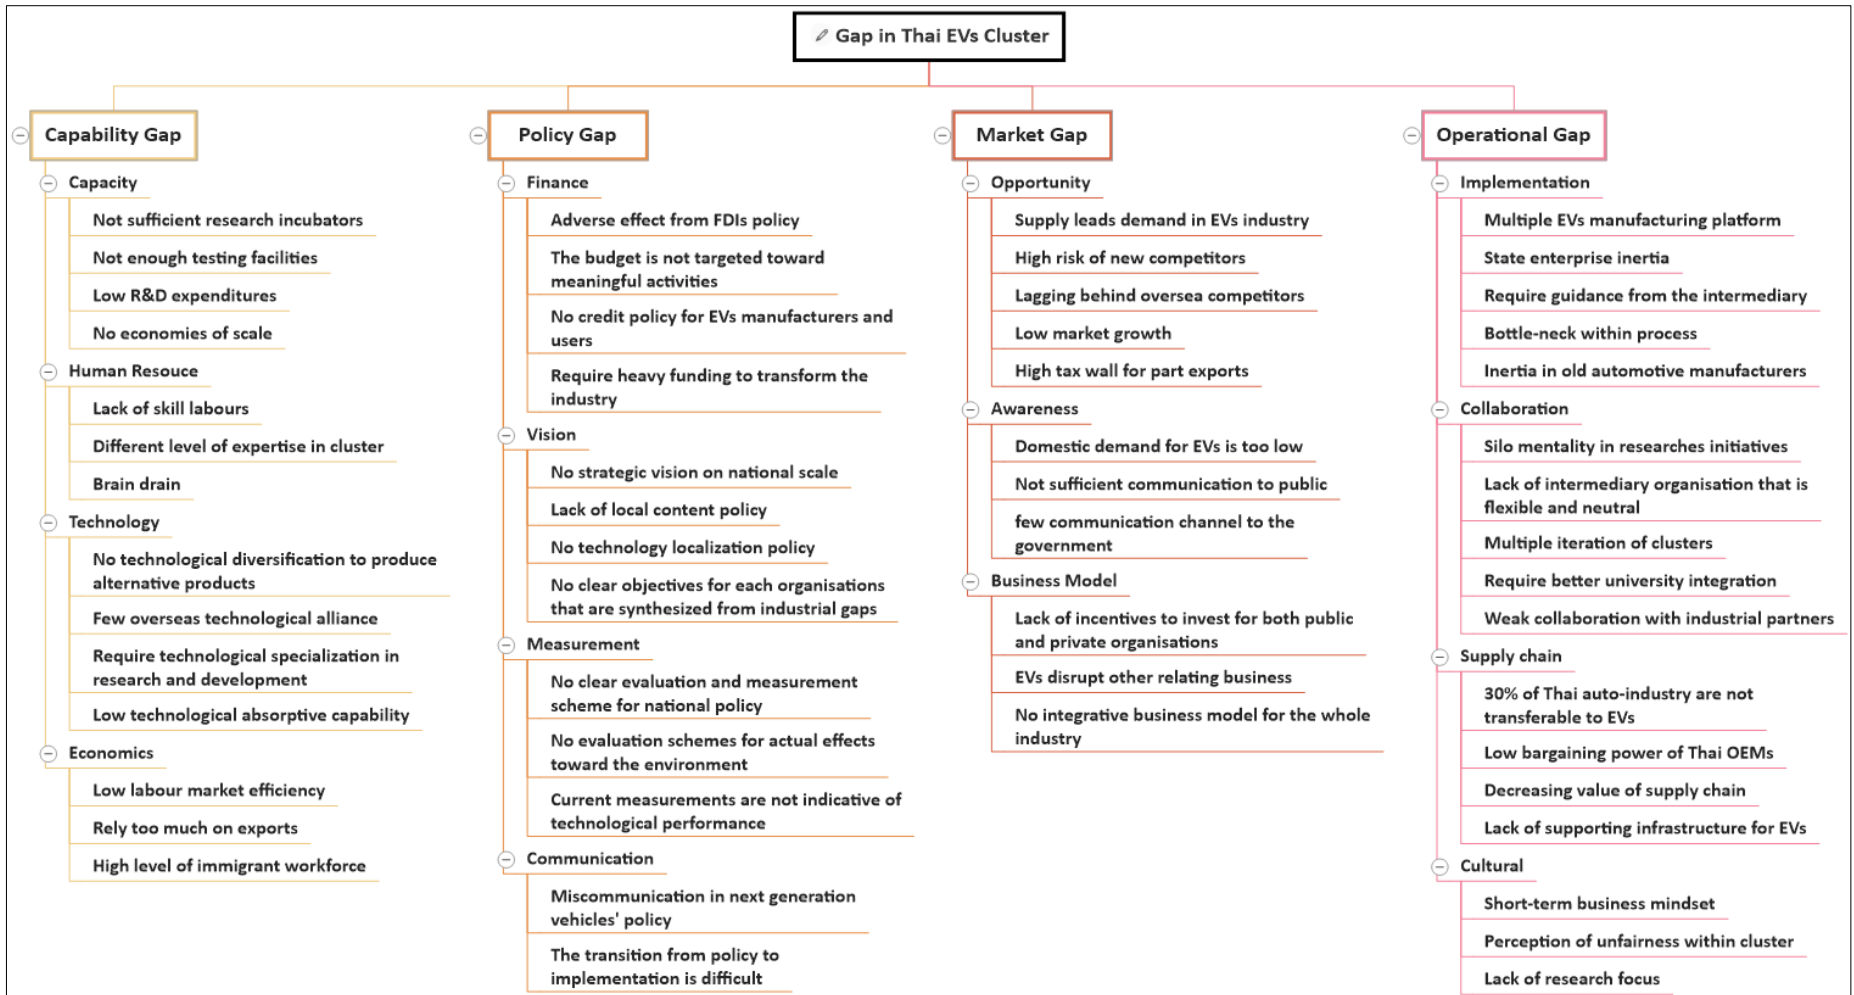 Gap in Thai EVs Cluster
Capability Gap
Capacity
Not sufficient research incubators
Not enough testing facilities
Low R&D expenditures
No economies of scale
Human Resouce
Lack of skill labours
Different level of expertise in cluster
Brain drain
Technology
No technological diversification to produce
alternative products
Few overseas technological alliance
Require technological specialization in
research and development
Low technological absorptive capability
Economics
Low labour market efficiency
Rely too much on exports
High level of immigrant workforce
Policy Gap
Finance
Adverse effect from FDIs policy
The budget is not targeted toward
meaningful activities
No credit policy for EVs manufacturers and
users
Require heavy funding to transform the
industry
Vision
No strategic vision on national scale
Lack of local content policy
No technology localization policy
No clear objectives for each organisations
that are synthesized from industrial gaps
Measurement
No clear evaluation and measurement
scheme for national policy
No evaluation schemes for actual effects
toward the environment
Current measurements are not indicative of
technological performance
Communication
Miscommunication in next generation
vehicles' policy
The transition from policy to
implementation is difficult
Market Gap
Opportunity
Supply leads demand in EVs industry
High risk of new competitors
Lagging behind oversea competitors
Low market growth
High tax wall for part exports
Awareness
Domestic demand for EVs is too low
Not sufficient communication to public
few communication channel to the
government
Business Model
Lack of incentives to invest for both public
and private organisations
EVs disrupt other relating business
No integrative business model for the whole
industry
Operational Gap
Implementation
Multiple EVs manufacturing platform
State enterprise inertia
Require guidance from the intermediary
Bottle-neck within process
Inertia in old automotive manufacturers
Collaboration
Silo mentality in researches initiatives
Lack of intermediary organisation that is
flexible and neutral
Multiple iteration of clusters
Require better university integration
Weak collaboration with industrial partners
Supply chain
30% of Thai auto-industry are not
transferable to EVs
Low bargaining power of Thai OEMs
Decreasing value of supply chain
Lack of supporting infrastructure for EVs
Cultural
Short-term business mindset
Perception of unfairness within cluster
Lack of research focus